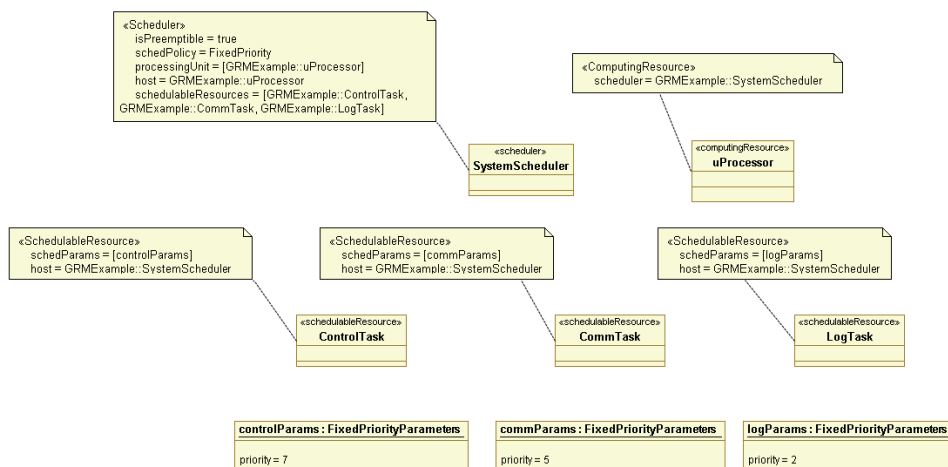 «Scheduler»
isPreemptible = true
schedPolicy = FixedPriority
processingUnit = [GRMExample::uProcessor]
host = GRMExample::uProcessor
schedulableResources = [GRMExample::ControlTask,
GRMExample::CommTask, GRMExample::LogTask]
«ComputingResource»
scheduler = GRMExample::SystemScheduler
«scheduler»
SystemScheduler
«computingResource»
uProcessor
«SchedulableResource»
schedParams = [controlParams]
host = GRMExample::SystemScheduler
«SchedulableResource»
schedParams = [commParams]
host = GRMExample::SystemScheduler
«SchedulableResource»
schedParams = [logParams]
host = GRMExample::SystemScheduler
«schedulableResource»
ControlTask
«schedulableResource»
CommTask
«schedulableResource»
LogTask
controlParams : FixedPriorityParameters
priority = 7
commParams : FixedPriorityParameters
priority = 5
logParams : FixedPriorityParameters
priority = 2